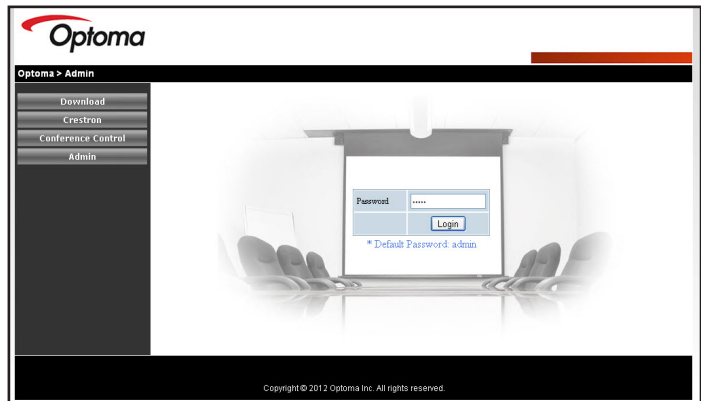 Optoma
Optoma > Admin
Download
Crestron
Conference Control
Admin
Password
.....
Login
* Default Password: admin
Copyright © 2012 Optoma Inc. All rights reserved.